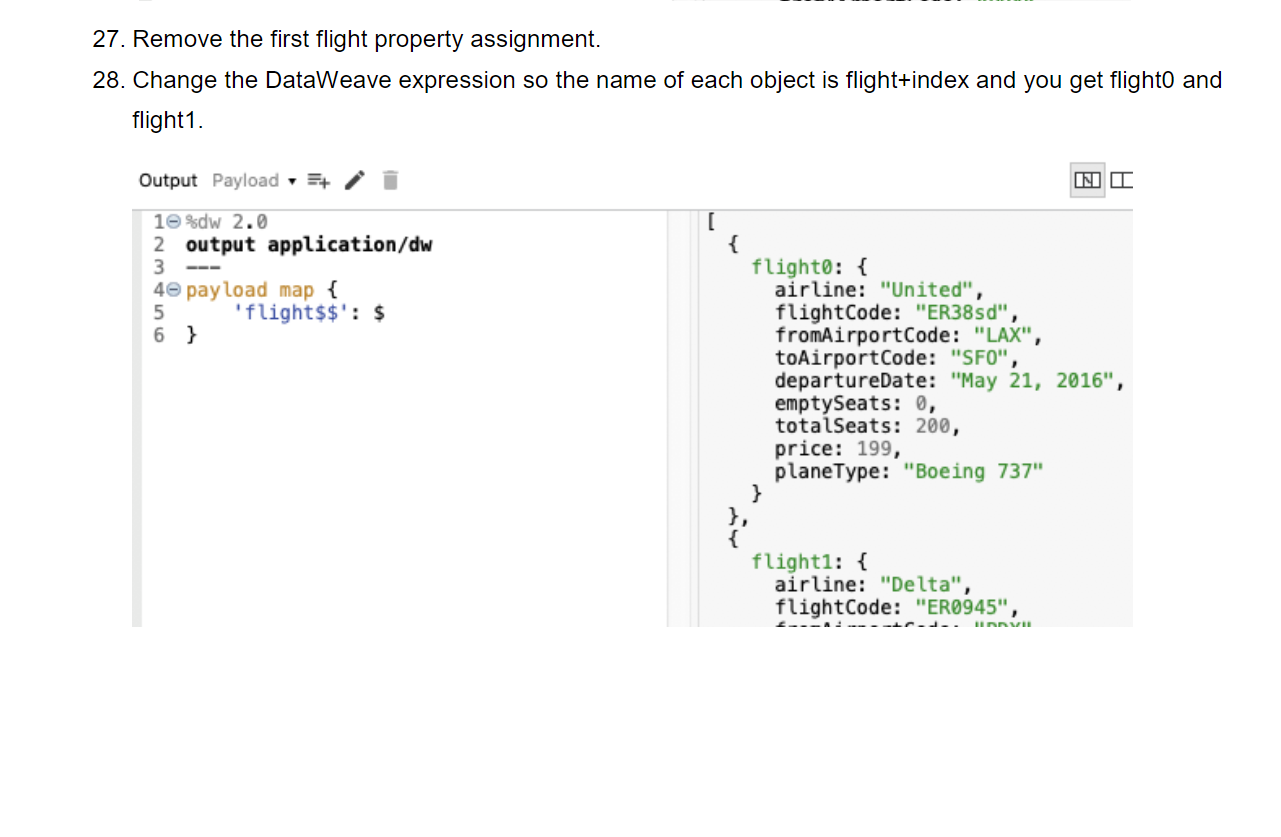 27. Remove the first flight property assignment.
28. Change the DataWeave expression so the name of each object is flight+index and you get flight0 and
flight1.
Output Payload
1 %dw 2.0
2 output application/dw
3 ---
4 payload map {
5 'flight$$': $
6 }
[
{
flight0: {
airline: "United",
flightCode: "ER38sd",
fromAirportCode: "LAX",
toAirportCode: "SFO",
departureDate: "May 21, 2016",
emptySeats: 0,
totalSeats: 200,
price: 199,
planeType: "Boeing 737"
}
},
{
flight1: {
airline: "Delta",
flightCode: "ER0945",